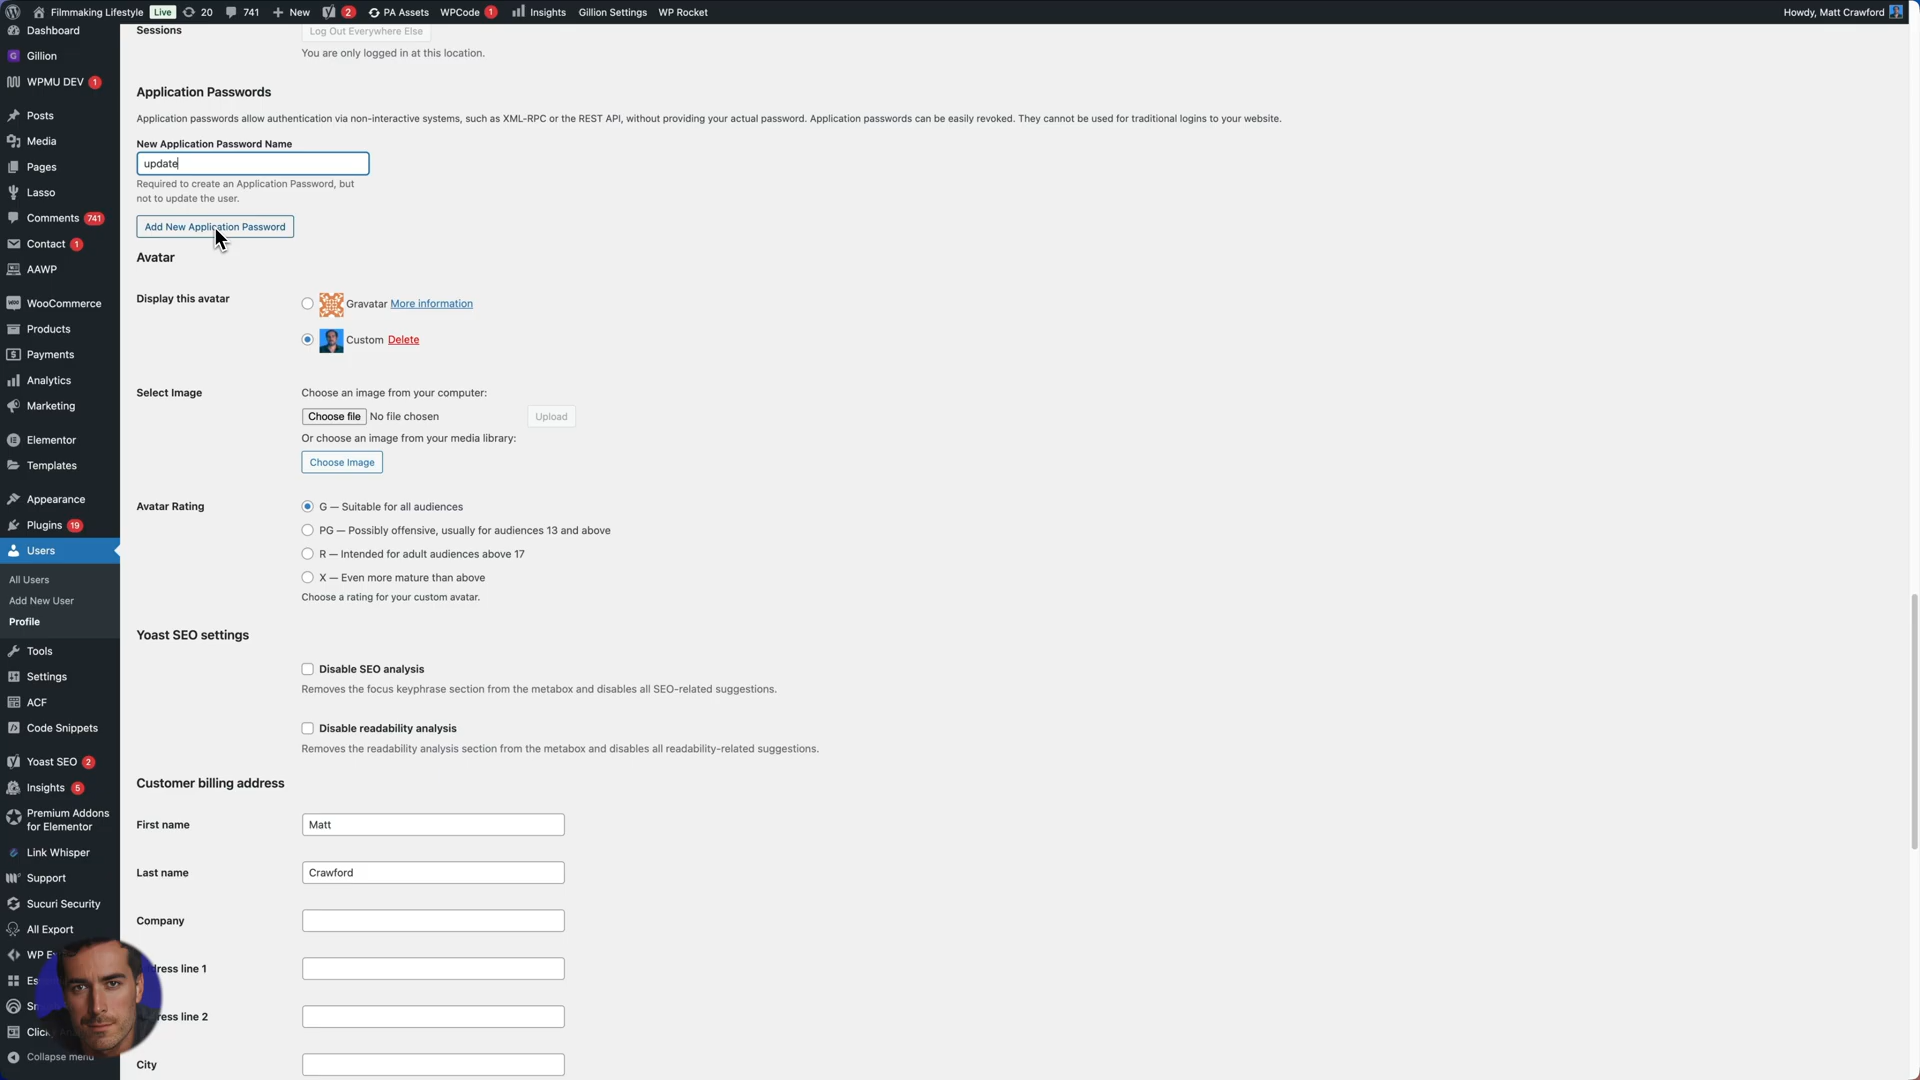 Filmmaking Lifestyle Live 20 741 New 2 PA Assets WPCode 1 Insights Gillion Settings WP Rocket Howdy, Matt Crawford
Dashboard
Gillion
WPMU DEV 1
Posts
Media
Pages
Lasso
Comments 741
Contact 1
AAWP
WooCommerce
Products
Payments
Analytics
Marketing
Elementor
Templates
Appearance
Plugins 19
Users
All Users
Add New User
Profile
Tools
Settings
ACF
Code Snippets
Yoast SEO 2
Insights 5
Premium Addons
for Elementor
Link Whisper
Support
Sucuri Security
All Export
WP
Collapse menu
Sessions
Log Out Everywhere Else
You are only logged in at this location.
Application Passwords
Application passwords allow authentication via non-interactive systems, such as XML-RPC or the REST API, without providing your actual password. Application passwords can be easily revoked. They cannot be used for traditional logins to your website.
New Application Password Name
update
Required to create an Application Password, but
not to update the user.
Add New Application Password
Avatar
Display this avatar
Gravatar More information
Custom Delete
Select Image
Choose an image from your computer:
Choose file No file chosen Upload
Or choose an image from your media library:
Choose Image
Avatar Rating
G — Suitable for all audiences
PG — Possibly offensive, usually for audiences 13 and above
R — Intended for adult audiences above 17
X — Even more mature than above
Choose a rating for your custom avatar.
Yoast SEO settings
Disable SEO analysis
Removes the focus keyphrase section from the metabox and disables all SEO-related suggestions.
Disable readability analysis
Removes the readability analysis section from the metabox and disables all readability-related suggestions.
Customer billing address
First name Matt
Last name Crawford
Company
line 1
line 2
City